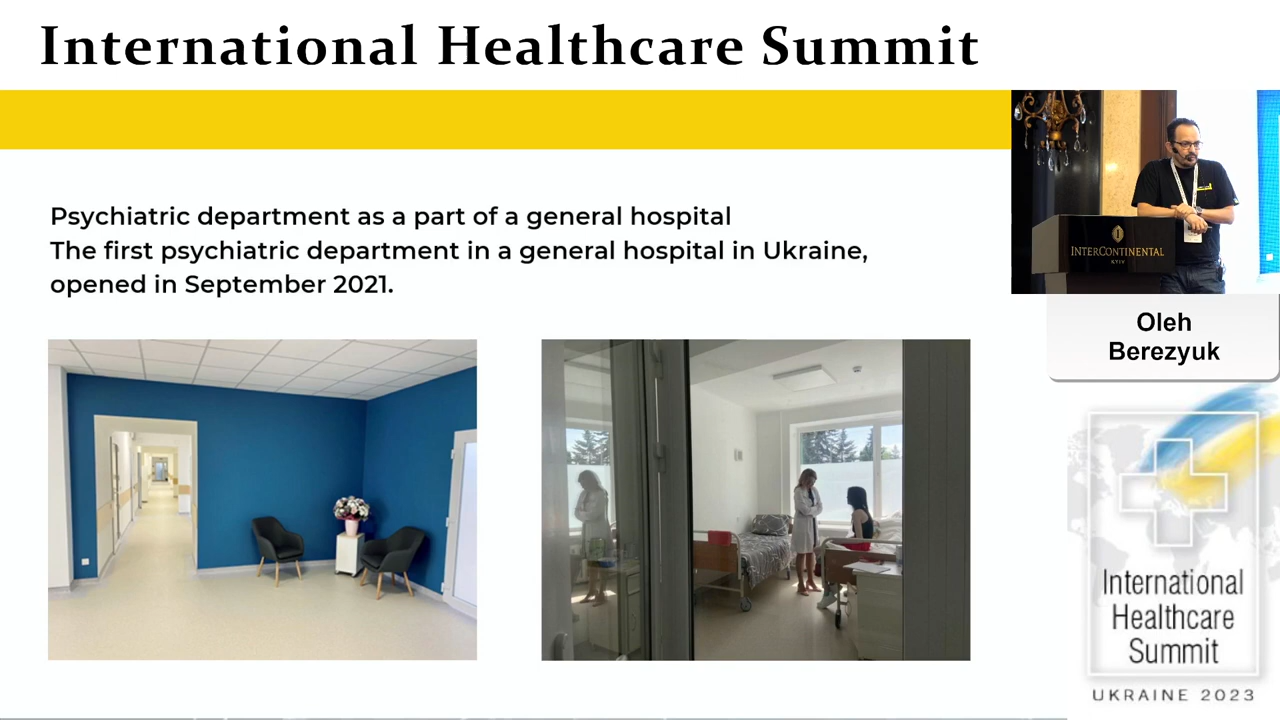 International Healthcare Summit
Psychiatric department as a part of a general hospital
The first psychiatric department in a general hospital in Ukraine,
opened in September 2021.
INTERCONTINENTAL
KYIV
Oleh
Berezyuk
International
Healthcare
Summit
UKRAINE 2023